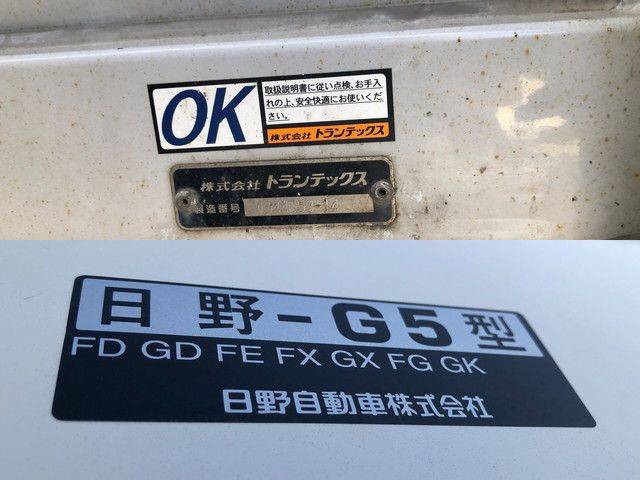 OK
取扱説明書に従い点検、お手入
れの上、安全快適にお使いくだ
さい。
株式会社 トランテックス
株式会社 トランテックス
製造番号
日野-G5型
FD GD FE FX GX FG GK
日野自動車株式会社